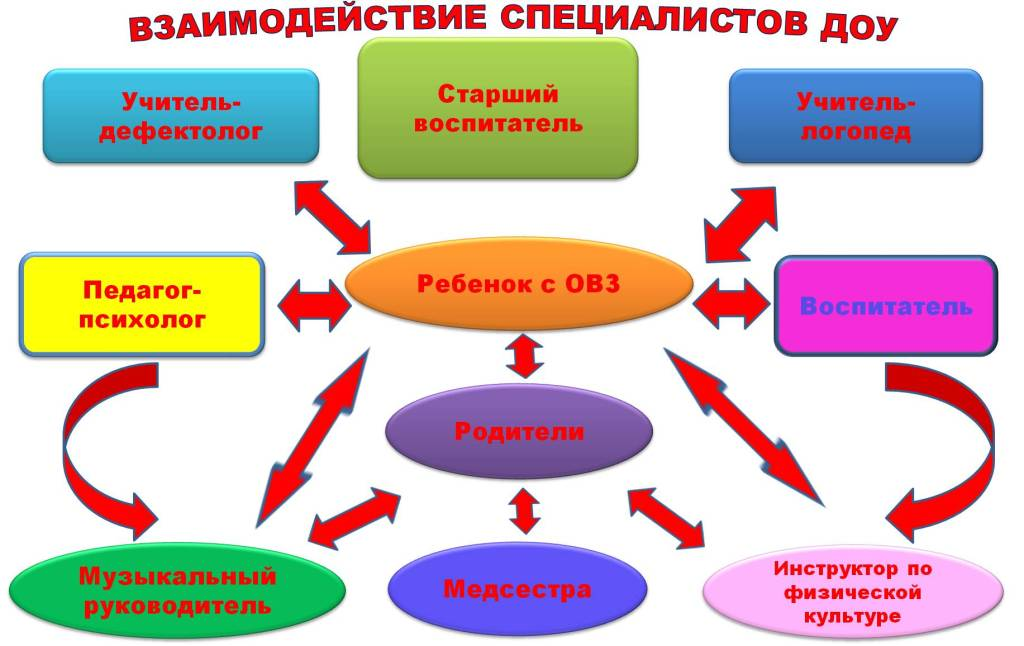 ВЗАИМОДЕЙСТВИЕ СПЕЦИАЛИСТОВ ДОУ
Учитель-
дефектолог
Старший
воспитатель
Учитель-
логопед
Педагог-
психолог
Ребенок с ОВЗ
Воспитатель
Родители
Музыкальный
руководитель
Медсестра
Инструктор по
физической
культуре